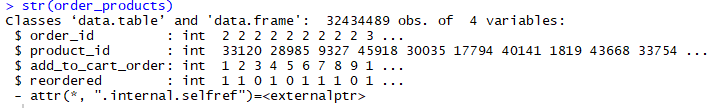 > str(order_products)
Classes ‘data.table’ and 'data.frame':  32434489 obs. of  4 variables:
 $ order_id         : int  2 2 2 2 2 2 2 2 2 3 ...
 $ product_id       : int  33120 28985 9327 45918 30035 17794 40141 1819 43668 33754 ...
 $ add_to_cart_order: int  1 2 3 4 5 6 7 8 9 1 ...
 $ reordered        : int  1 1 0 1 0 1 1 1 0 1 ...
 - attr(*, ".internal.selfref")=<externalptr>